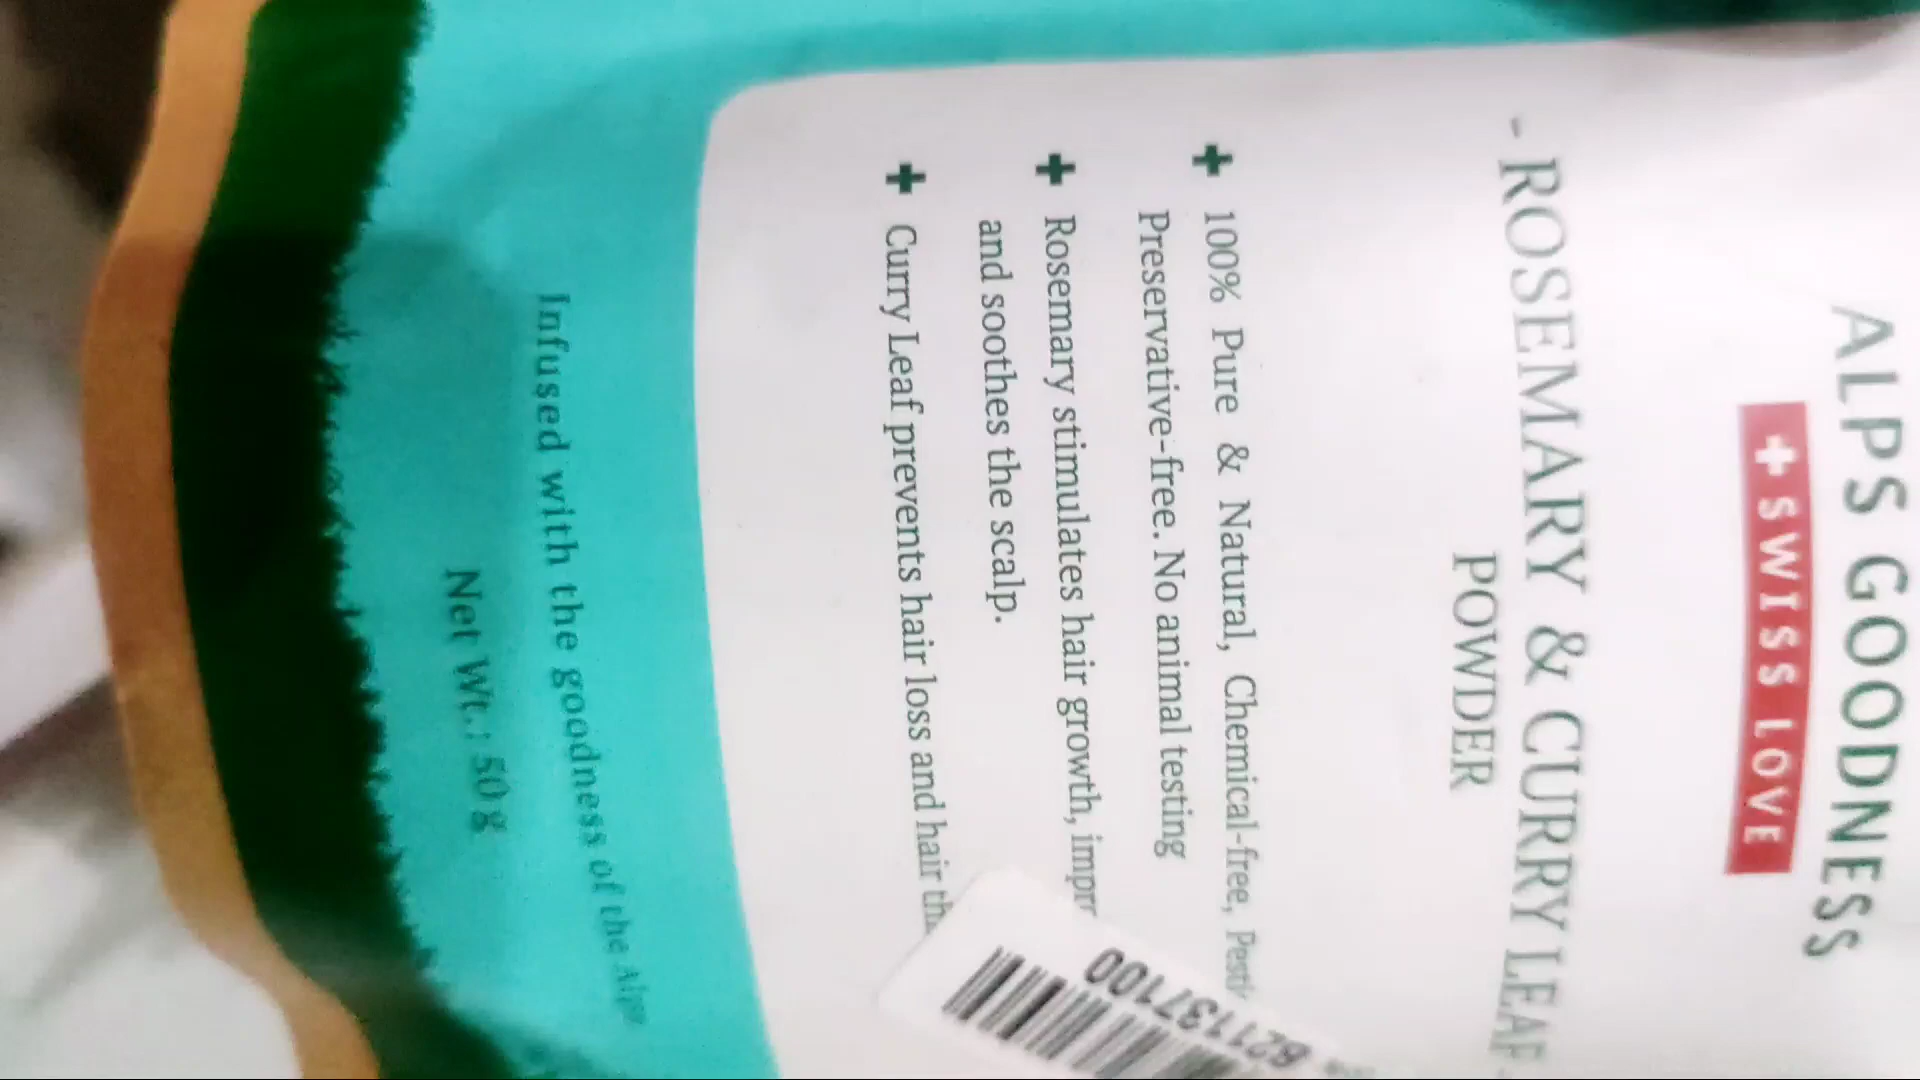 ALPS GOODNESS
SWISS LOVE
- ROSEMARY & CURRY LEAF
POWDER
100% Pure & Natural, Chemical-free,
Preservative-free. No animal testing
Rosemary stimulates hair growth,
and soothes the scalp.
Curry Leaf prevents hair loss and hair
Infused with the goodness of the Alps
Net Wt.: 50 g